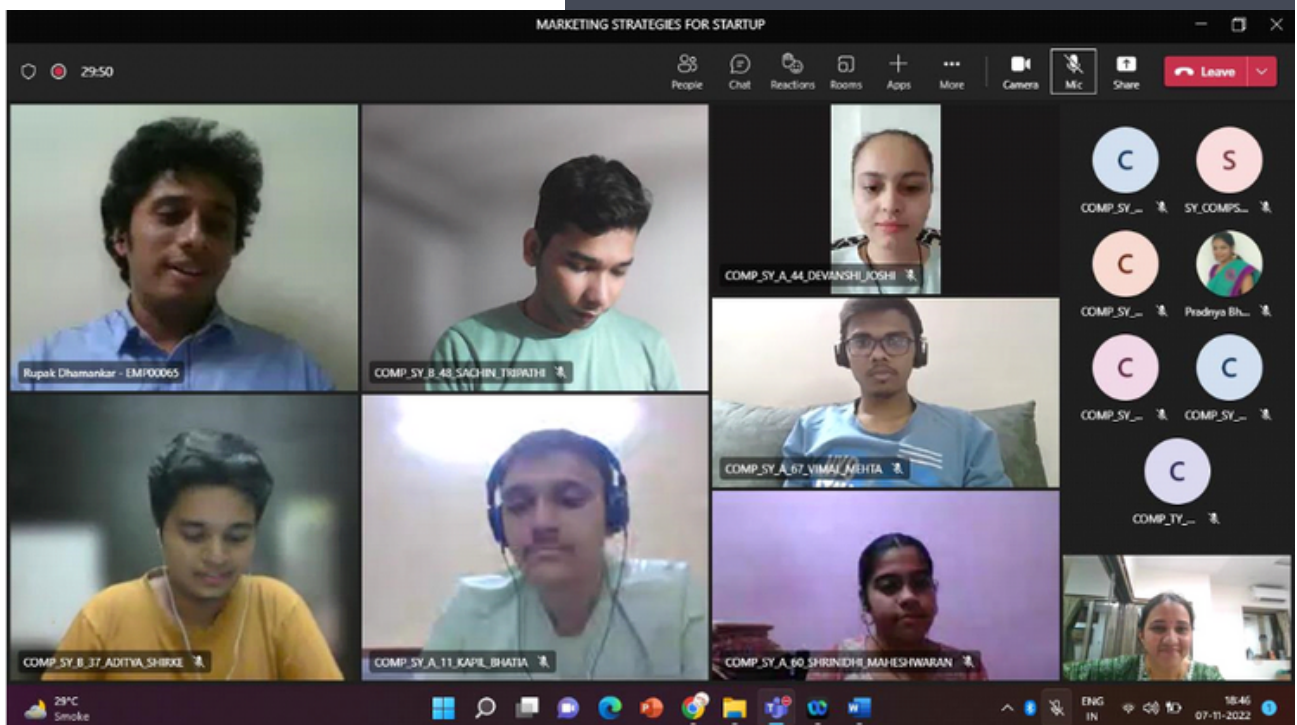 MARKETING STRATEGIES FOR STARTUP
29:50
People Chat Reactions Rooms Apps More Camera Mic Share Leave
Rupak Dhamankar - EMP00065
COMP_SY_B_48_SACHIN_TRIPATHI
COMP_SY_A_44_DEVANSHI_JOSHI
COMP_SY_A_67_VIMAL_MEHTA
COMP_SY_B_37_ADITYA_SHIRKE
COMP_SY_A_11_KAPIL_BHATIA
COMP_SY_A_60_SHRINIDHI_MAHESHWARAN
C S
COMP_SY_... SY_COMPS...
C
COMP_SY_... Pradnya Bh...
C C
COMP_SY_... COMP_SY_...
C
COMP_TY_...
29°C
Smoke
ENG
IN
18:46
07-11-2022